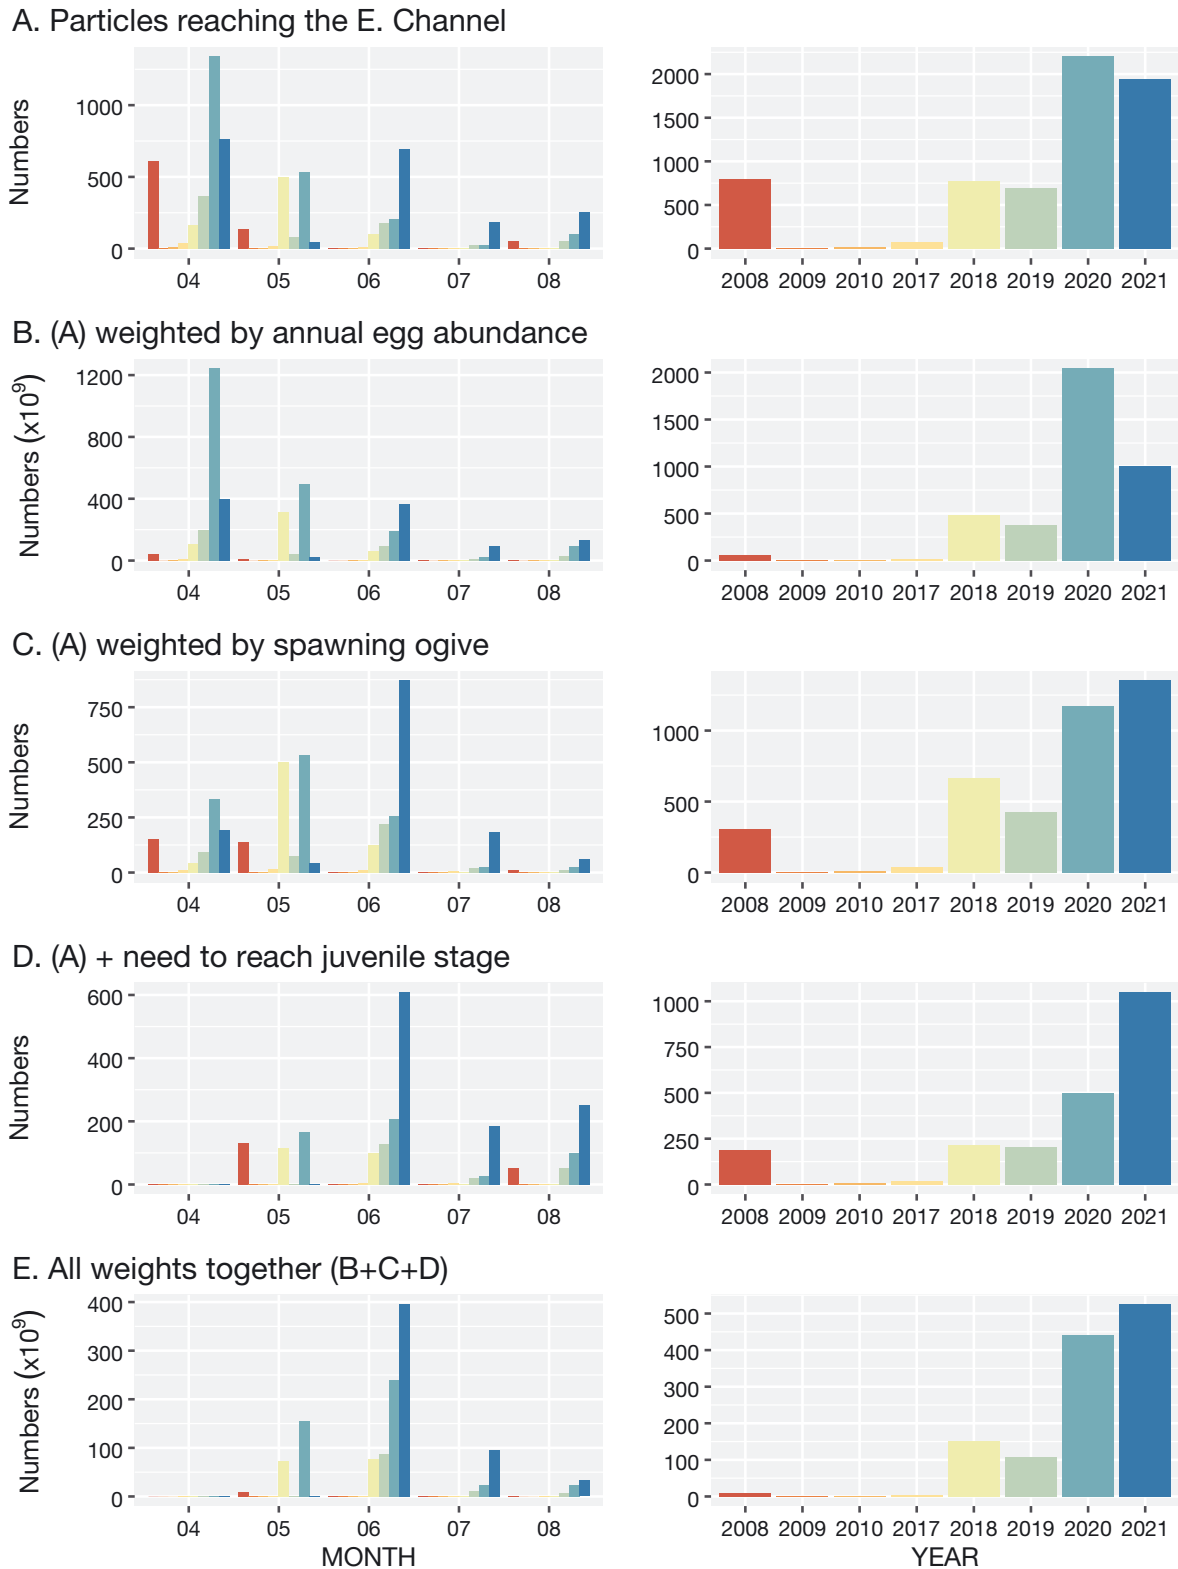 A. Particles reaching the E. Channel
Numbers
1000
500
0
04 05 06 07 08
2000
1500
1000
500
0
2008 2009 2010 2017 2018 2019 2020 2021
B. (A) weighted by annual egg abundance
Numbers (x10⁹)
1200
800
400
0
04 05 06 07 08
2000
1500
1000
500
0
2008 2009 2010 2017 2018 2019 2020 2021
C. (A) weighted by spawning ogive
Numbers
750
500
250
0
04 05 06 07 08
1000
500
0
2008 2009 2010 2017 2018 2019 2020 2021
D. (A) + need to reach juvenile stage
Numbers
600
400
200
0
04 05 06 07 08
1000
750
500
250
0
2008 2009 2010 2017 2018 2019 2020 2021
E. All weights together (B+C+D)
Numbers (x10⁹)
400
300
200
100
0
04 05 06 07 08
MONTH
500
400
300
200
100
0
2008 2009 2010 2017 2018 2019 2020 2021
YEAR